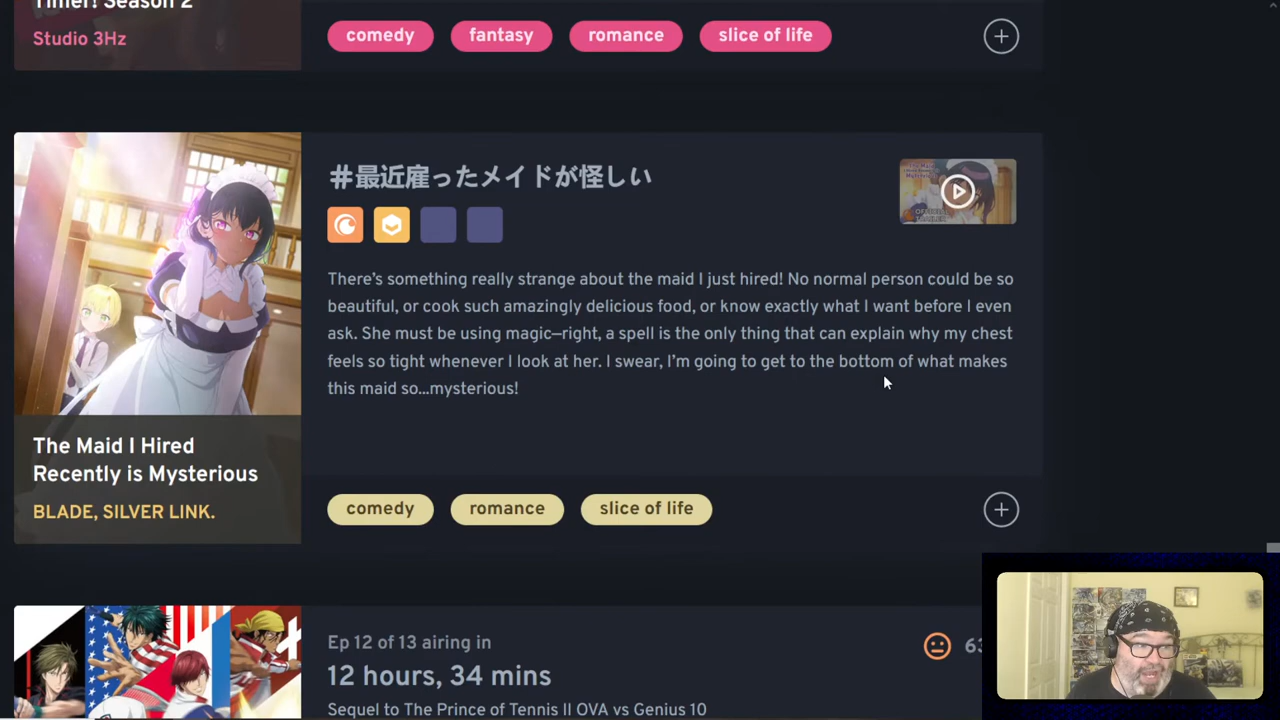 Timer! Season 2
Studio 3Hz
comedy
fantasy
romance
slice of life
#最近雇ったメイドが怪しい
There's something really strange about the maid I just hired! No normal person could be so
beautiful, or cook such amazingly delicious food, or know exactly what I want before I even
ask. She must be using magic—right, a spell is the only thing that can explain why my chest
feels so tight whenever I look at her. I swear, I'm going to get to the bottom of what makes
this maid so...mysterious!
The Maid I Hired
Recently is Mysterious
BLADE, SILVER LINK.
comedy
romance
slice of life
Ep 12 of 13 airing in
12 hours, 34 mins
Sequel to The Prince of Tennis II OVA vs Genius 10